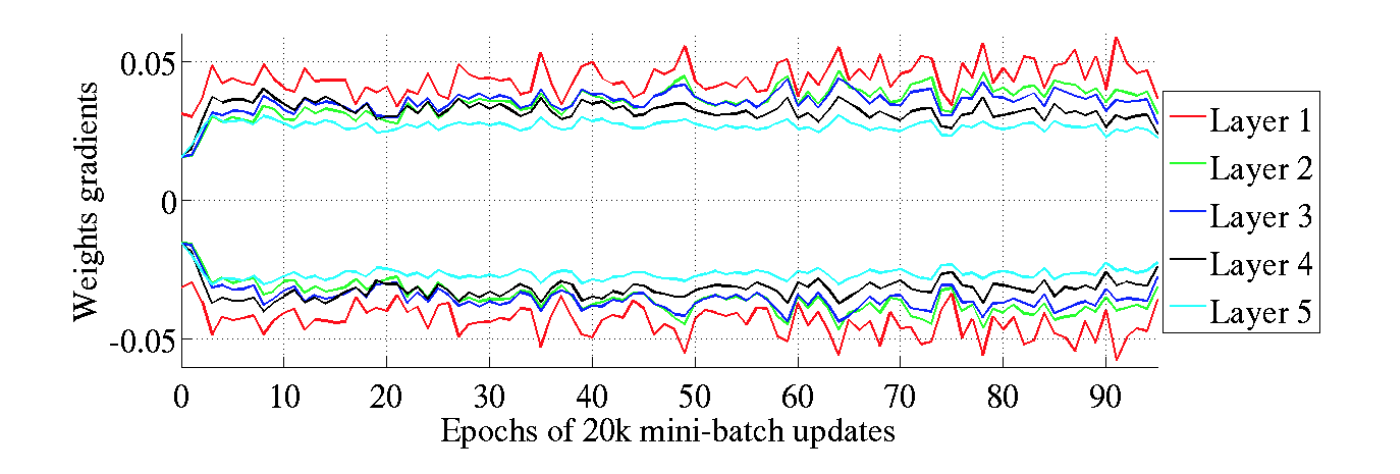 Weights gradients
0.05
0
-0.05
0 10 20 30 40 50 60 70 80 90
Epochs of 20k mini-batch updates
Layer 1
Layer 2
Layer 3
Layer 4
Layer 5